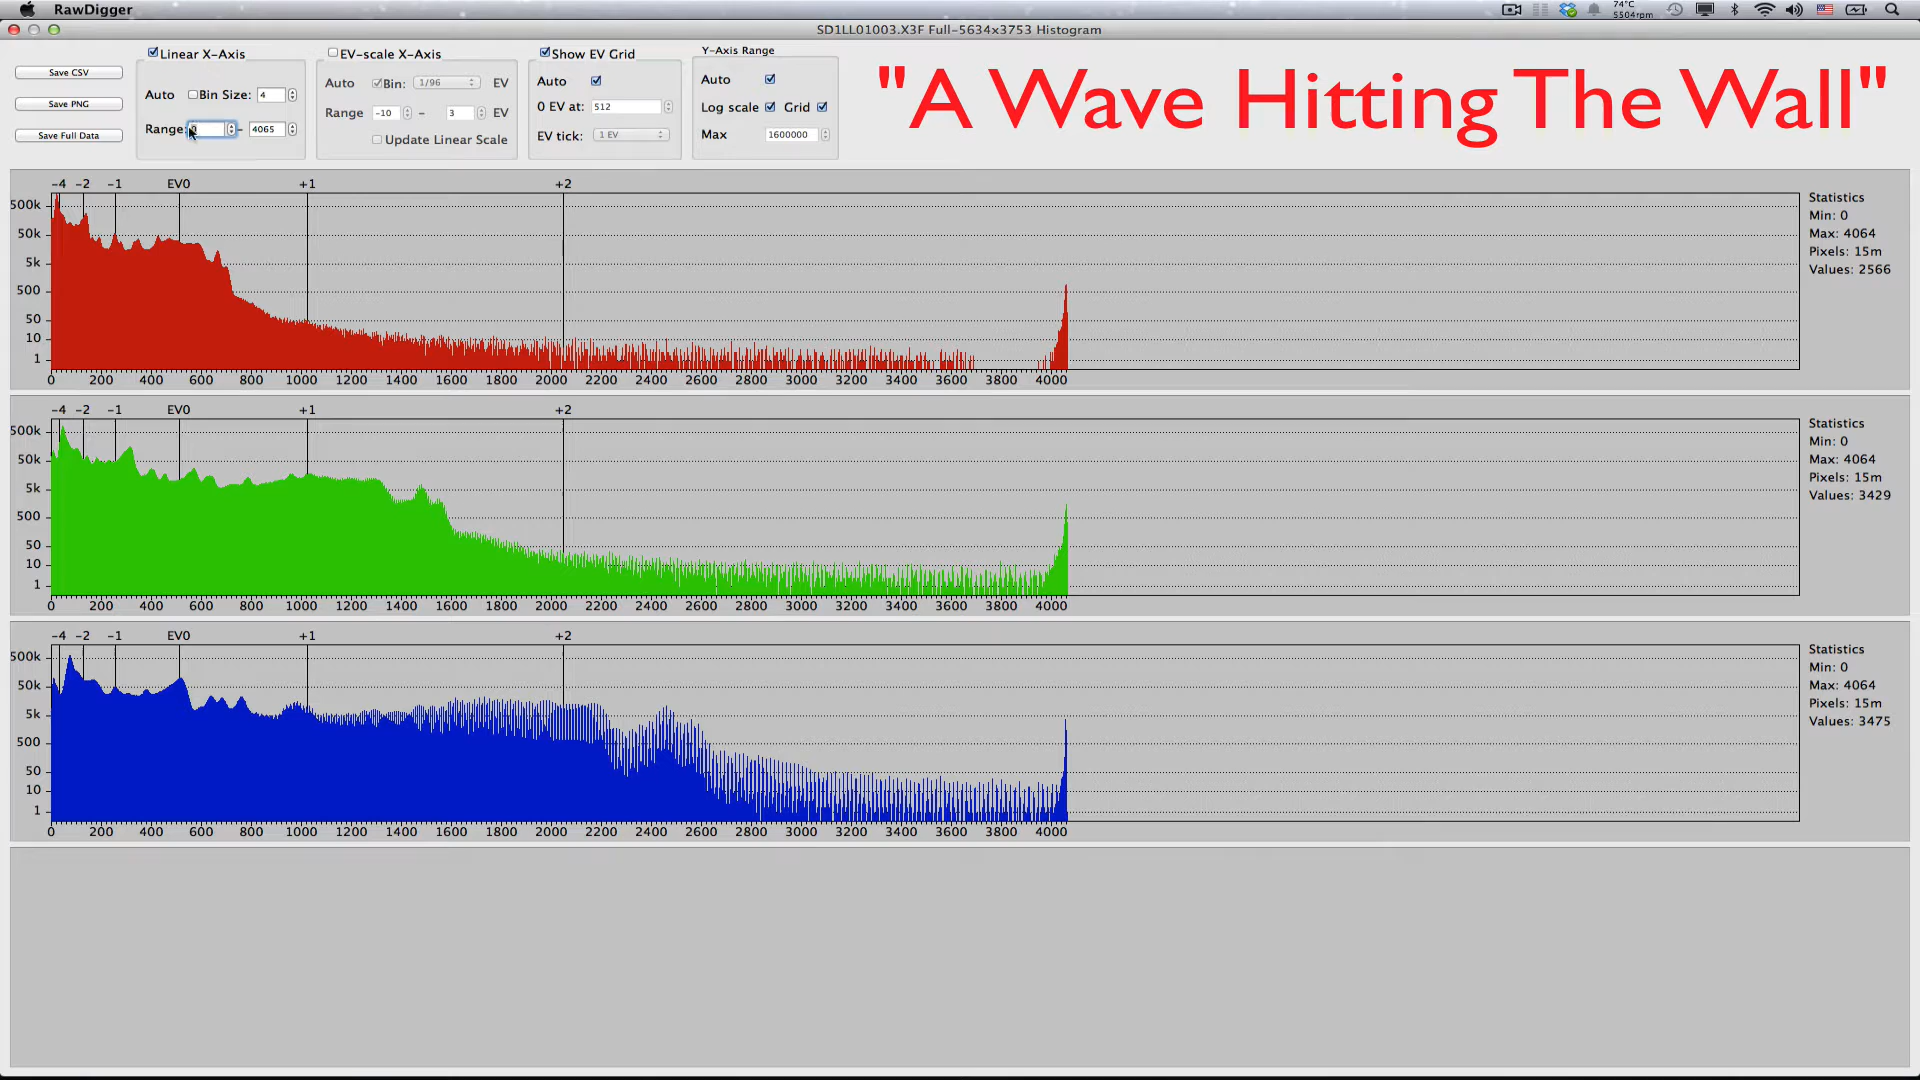 RawDigger
74°C
5504rpm
SD1LL01003.X3F Full-5634x3753 Histogram
Save CSV
Save PNG
Save Full Data
Linear X-Axis
Auto Bin Size: 4
Range: – 4065
EV-scale X-Axis
Auto Bin: 1/96 EV
Range -10 – 3 EV
Update Linear Scale
Show EV Grid
Auto
0 EV at: 512
EV tick: 1 EV
Y-Axis Range
Auto
Log scale Grid
Max 1600000
"A Wave Hitting The Wall"
-4 -2 -1 EV0 +1 +2
500k
50k
5k
500
50
10
1
0 200 400 600 800 1000 1200 1400 1600 1800 2000 2200 2400 2600 2800 3000 3200 3400 3600 3800 4000
Statistics
Min: 0
Max: 4064
Pixels: 15m
Values: 2566
-4 -2 -1 EV0 +1 +2
500k
50k
5k
500
50
10
1
0 200 400 600 800 1000 1200 1400 1600 1800 2000 2200 2400 2600 2800 3000 3200 3400 3600 3800 4000
Statistics
Min: 0
Max: 4064
Pixels: 15m
Values: 3429
-4 -2 -1 EV0 +1 +2
500k
50k
5k
500
50
10
1
0 200 400 600 800 1000 1200 1400 1600 1800 2000 2200 2400 2600 2800 3000 3200 3400 3600 3800 4000
Statistics
Min: 0
Max: 4064
Pixels: 15m
Values: 3475